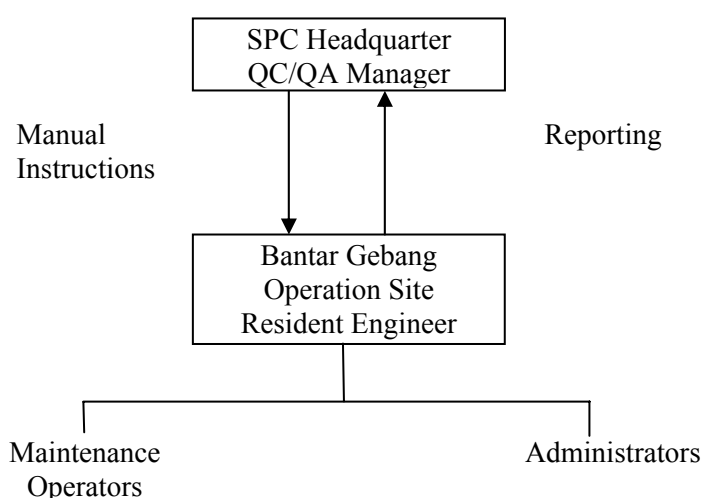 SPC Headquarter
QC/QA Manager
Manual
Instructions
Reporting
Bantar Gebang
Operation Site
Resident Engineer
Maintenance
Operators
Administrators